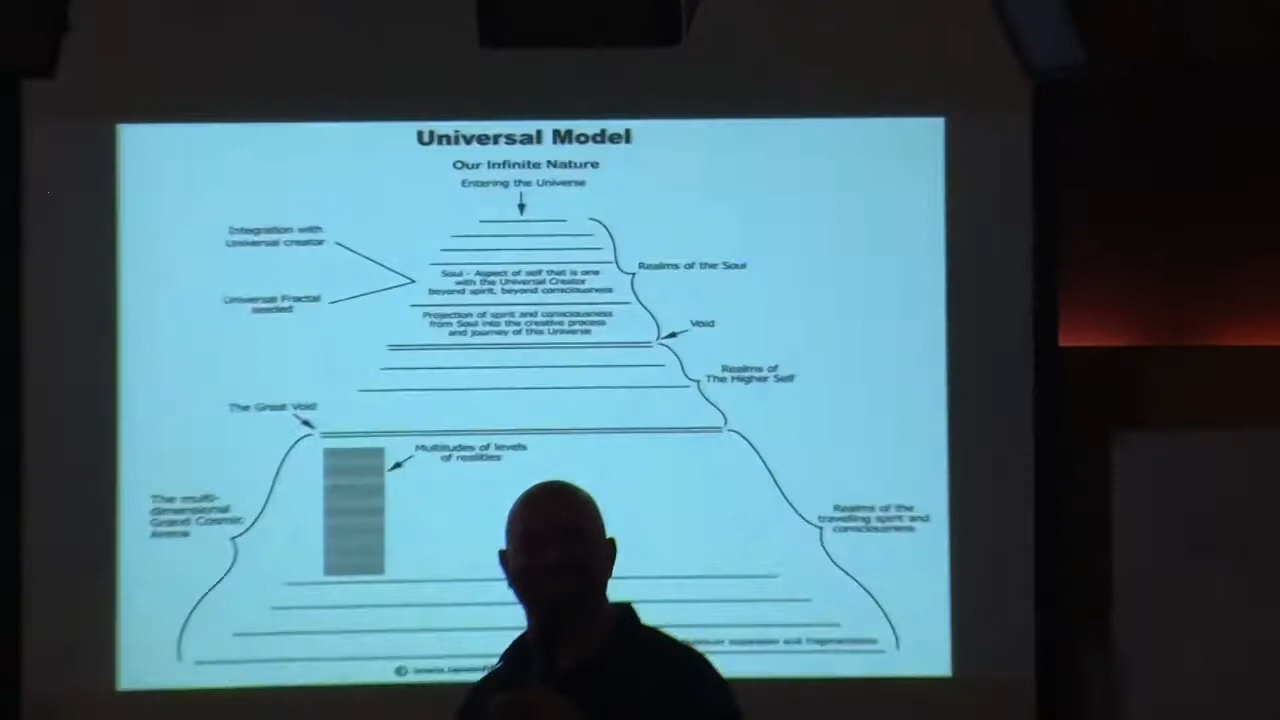 Universal Model
Our Infinite Nature
Entering the Universe
Integration with
Universal creator
Realms of the Soul
Soul - Aspect of self that is one
with the Universal Creator
beyond spirit, beyond consciousness
Universal Fractal
seeded
Projection of spirit and consciousness
from Soul into the creative process
and journey of this Universe
Void
Realms of
The Higher Self
The Great Void
Multitudes of levels
of realities
The multi-
dimensional
Grand Cosmic
Arena
Realms of the
travelling spirit and
consciousness
expansion and fragmentation
©